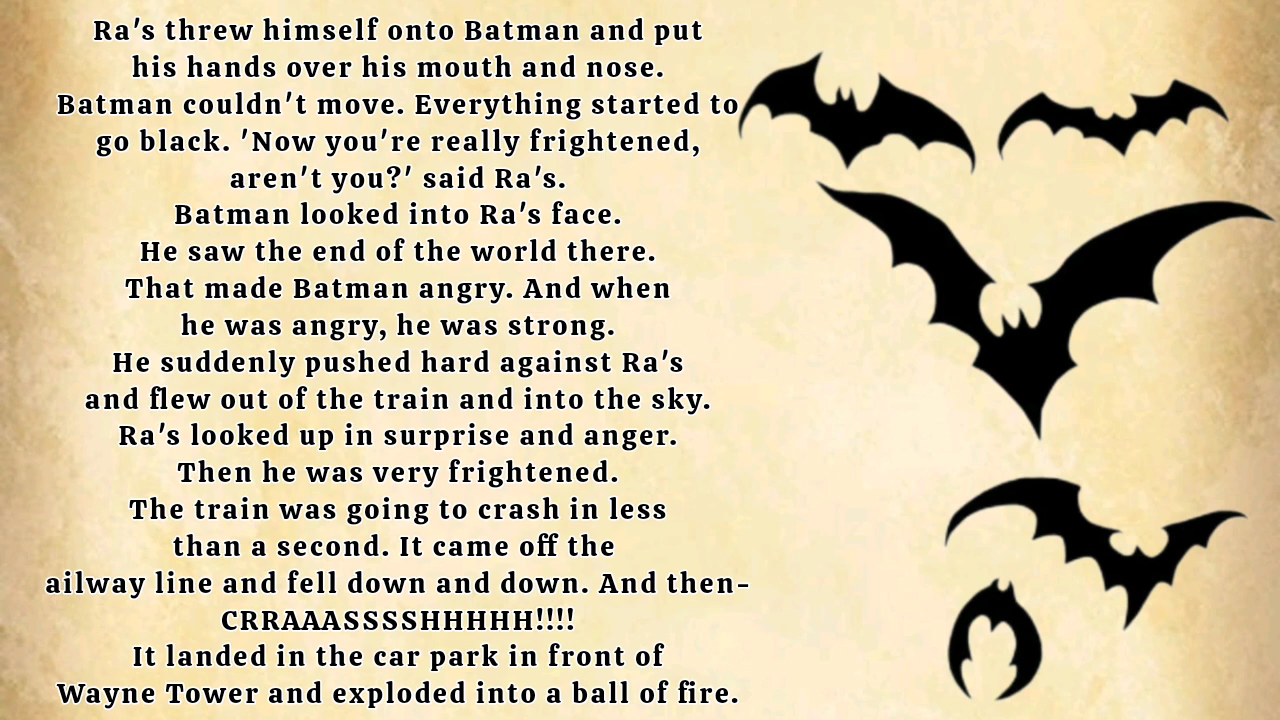 Ra's threw himself onto Batman and put
his hands over his mouth and nose.
Batman couldn't move. Everything started to
go black. 'Now you're really frightened,
aren't you?' said Ra's.
Batman looked into Ra's face.
He saw the end of the world there.
That made Batman angry. And when
he was angry, he was strong.
He suddenly pushed hard against Ra's
and flew out of the train and into the sky.
Ra's looked up in surprise and anger.
Then he was very frightened.
The train was going to crash in less
than a second. It came off the
ailway line and fell down and down. And then-
CRRAAASSSSHHHHH!!!!
It landed in the car park in front of
Wayne Tower and exploded into a ball of fire.